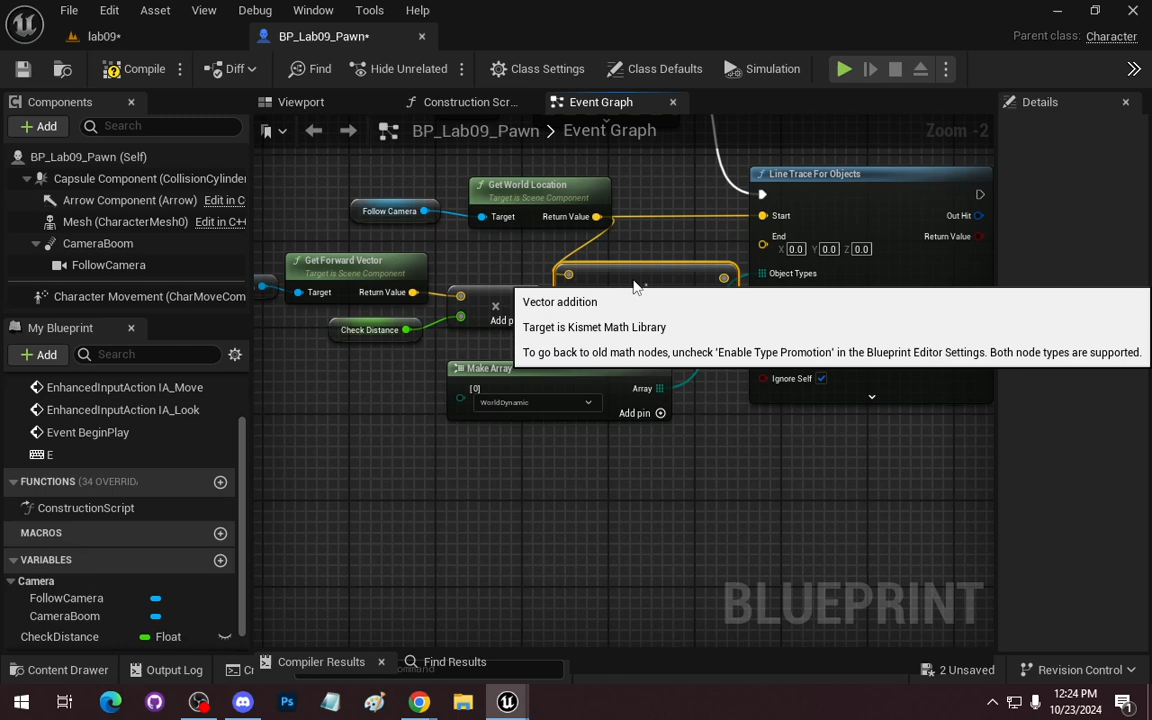 File Edit Asset View Debug Window Tools Help
lab09*
BP_Lab09_Pawn*
Parent class: Character
Compile
Diff
Find
Hide Unrelated
Class Settings
Class Defaults
Simulation
Components
Viewport
Construction Scr...
Event Graph
Details
Add
Search
BP_Lab09_Pawn > Event Graph
Zoom -2
BP_Lab09_Pawn (Self)
Capsule Component (CollisionCylinder
Arrow Component (Arrow) Edit in C
Mesh (CharacterMesh0) Edit in C++
CameraBoom
FollowCamera
Character Movement (CharMoveCom
Get World Location
Target is Scene Component
Follow Camera
Target
Return Value
Line Trace For Objects
Start
Out Hit
End
X 0.0 Y 0.0 Z 0.0
Return Value
Object Types
Get Forward Vector
Target is Scene Component
Target
Return Value
Check Distance
Add p
Vector addition
Target is Kismet Math Library
To go back to old math nodes, uncheck 'Enable Type Promotion' in the Blueprint Editor Settings. Both node types are supported.
Make Array
[0]
WorldDynamic
Array
Add pin
Ignore Self
My Blueprint
Add
Search
EnhancedInputAction IA_Move
EnhancedInputAction IA_Look
Event BeginPlay
E
FUNCTIONS (34 OVERRID
ConstructionScript
MACROS
VARIABLES
Camera
FollowCamera
CameraBoom
CheckDistance Float
BLUEPRINT
Content Drawer
Output Log
Compiler Results
Find Results
2 Unsaved
Revision Control
12:24 PM
10/23/2024
1